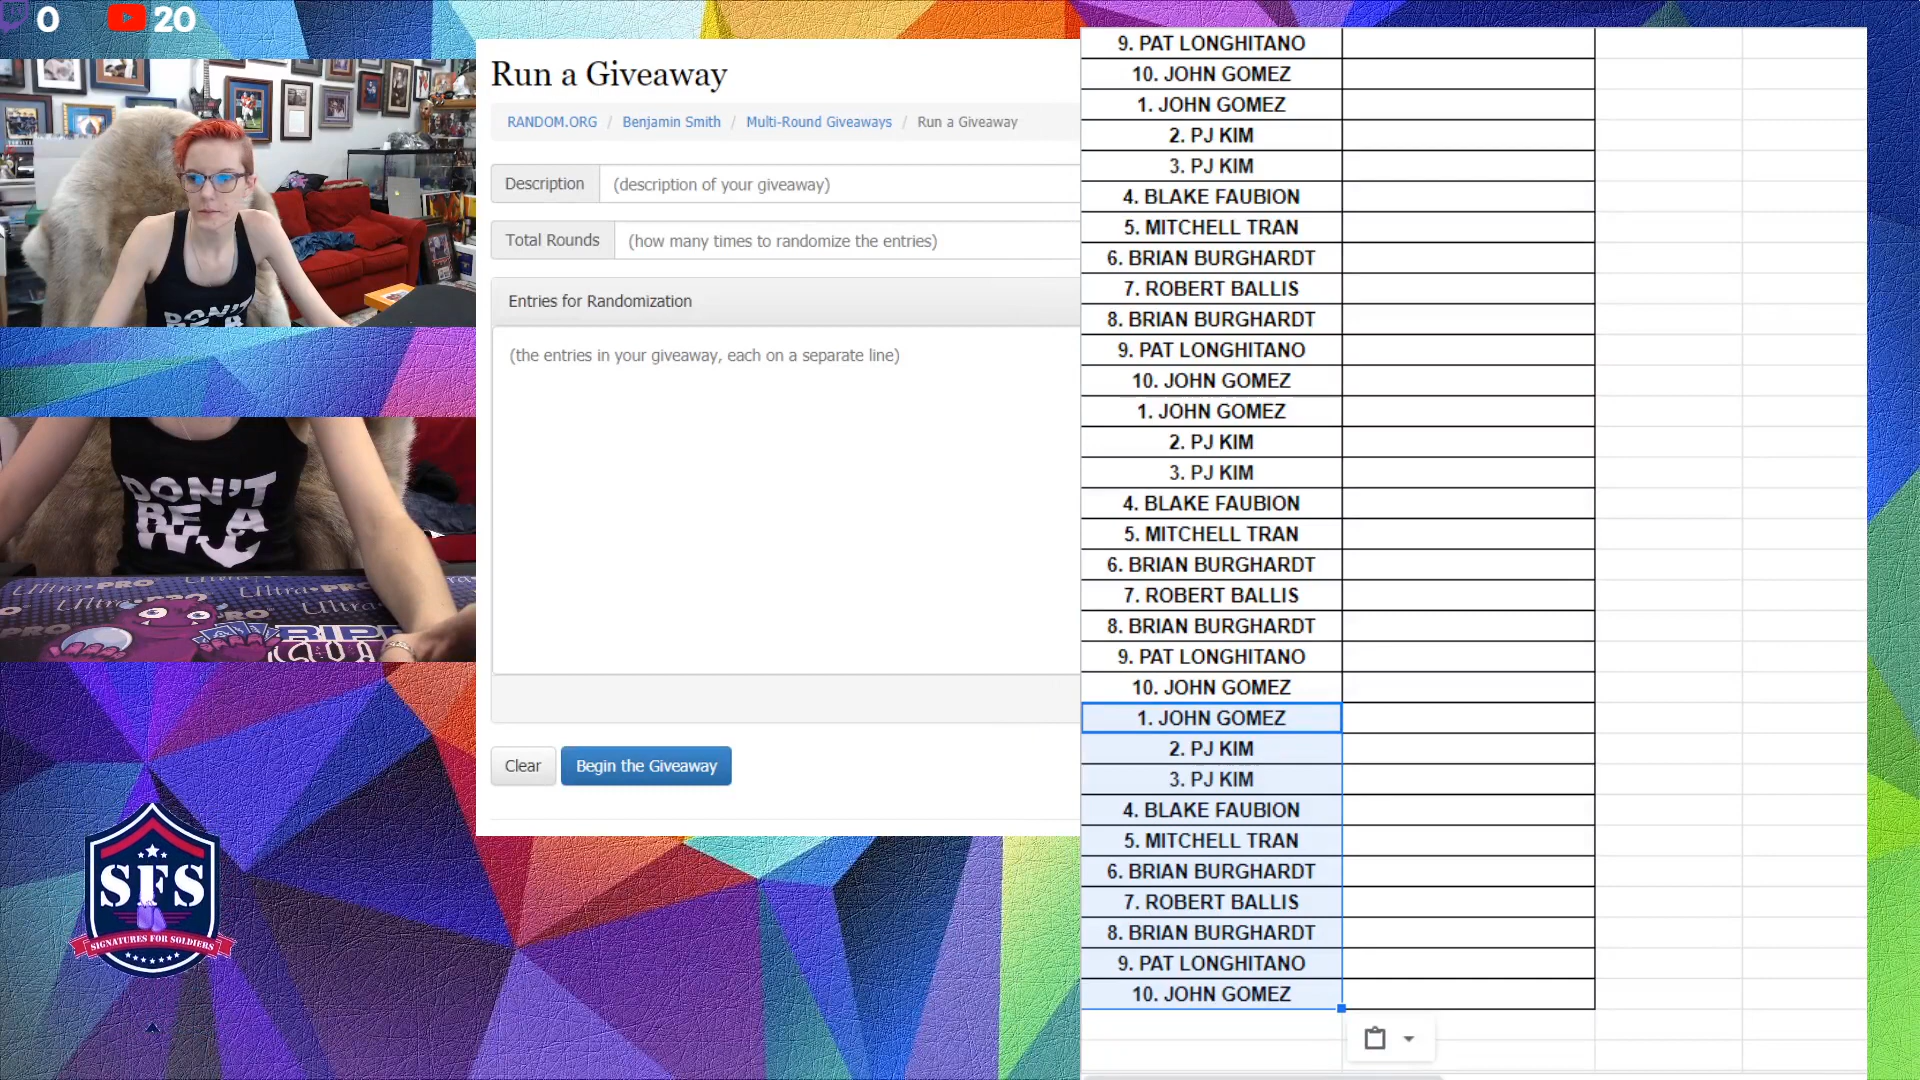 0 20
Run a Giveaway
RANDOM.ORG / Benjamin Smith / Multi-Round Giveaways / Run a Giveaway
Description (description of your giveaway)
Total Rounds (how many times to randomize the entries)
Entries for Randomization
(the entries in your giveaway, each on a separate line)
Clear Begin the Giveaway
9. PAT LONGHITANO
10. JOHN GOMEZ
1. JOHN GOMEZ
2. PJ KIM
3. PJ KIM
4. BLAKE FAUBION
5. MITCHELL TRAN
6. BRIAN BURGHARDT
7. ROBERT BALLIS
8. BRIAN BURGHARDT
9. PAT LONGHITANO
10. JOHN GOMEZ
1. JOHN GOMEZ
2. PJ KIM
3. PJ KIM
4. BLAKE FAUBION
5. MITCHELL TRAN
6. BRIAN BURGHARDT
7. ROBERT BALLIS
8. BRIAN BURGHARDT
9. PAT LONGHITANO
10. JOHN GOMEZ
1. JOHN GOMEZ
2. PJ KIM
3. PJ KIM
4. BLAKE FAUBION
5. MITCHELL TRAN
6. BRIAN BURGHARDT
7. ROBERT BALLIS
8. BRIAN BURGHARDT
9. PAT LONGHITANO
10. JOHN GOMEZ
DON'T
BE A
Ultra PRO
SFS
SIGNATURES FOR SOLDIERS